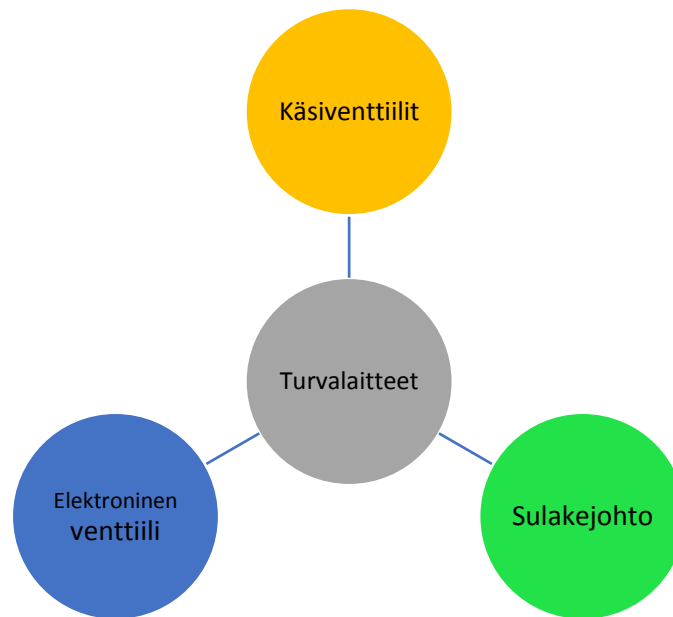 Käsiventtiilit
Turvalaitteet
Elektroninen
venttiili
Sulakejohto